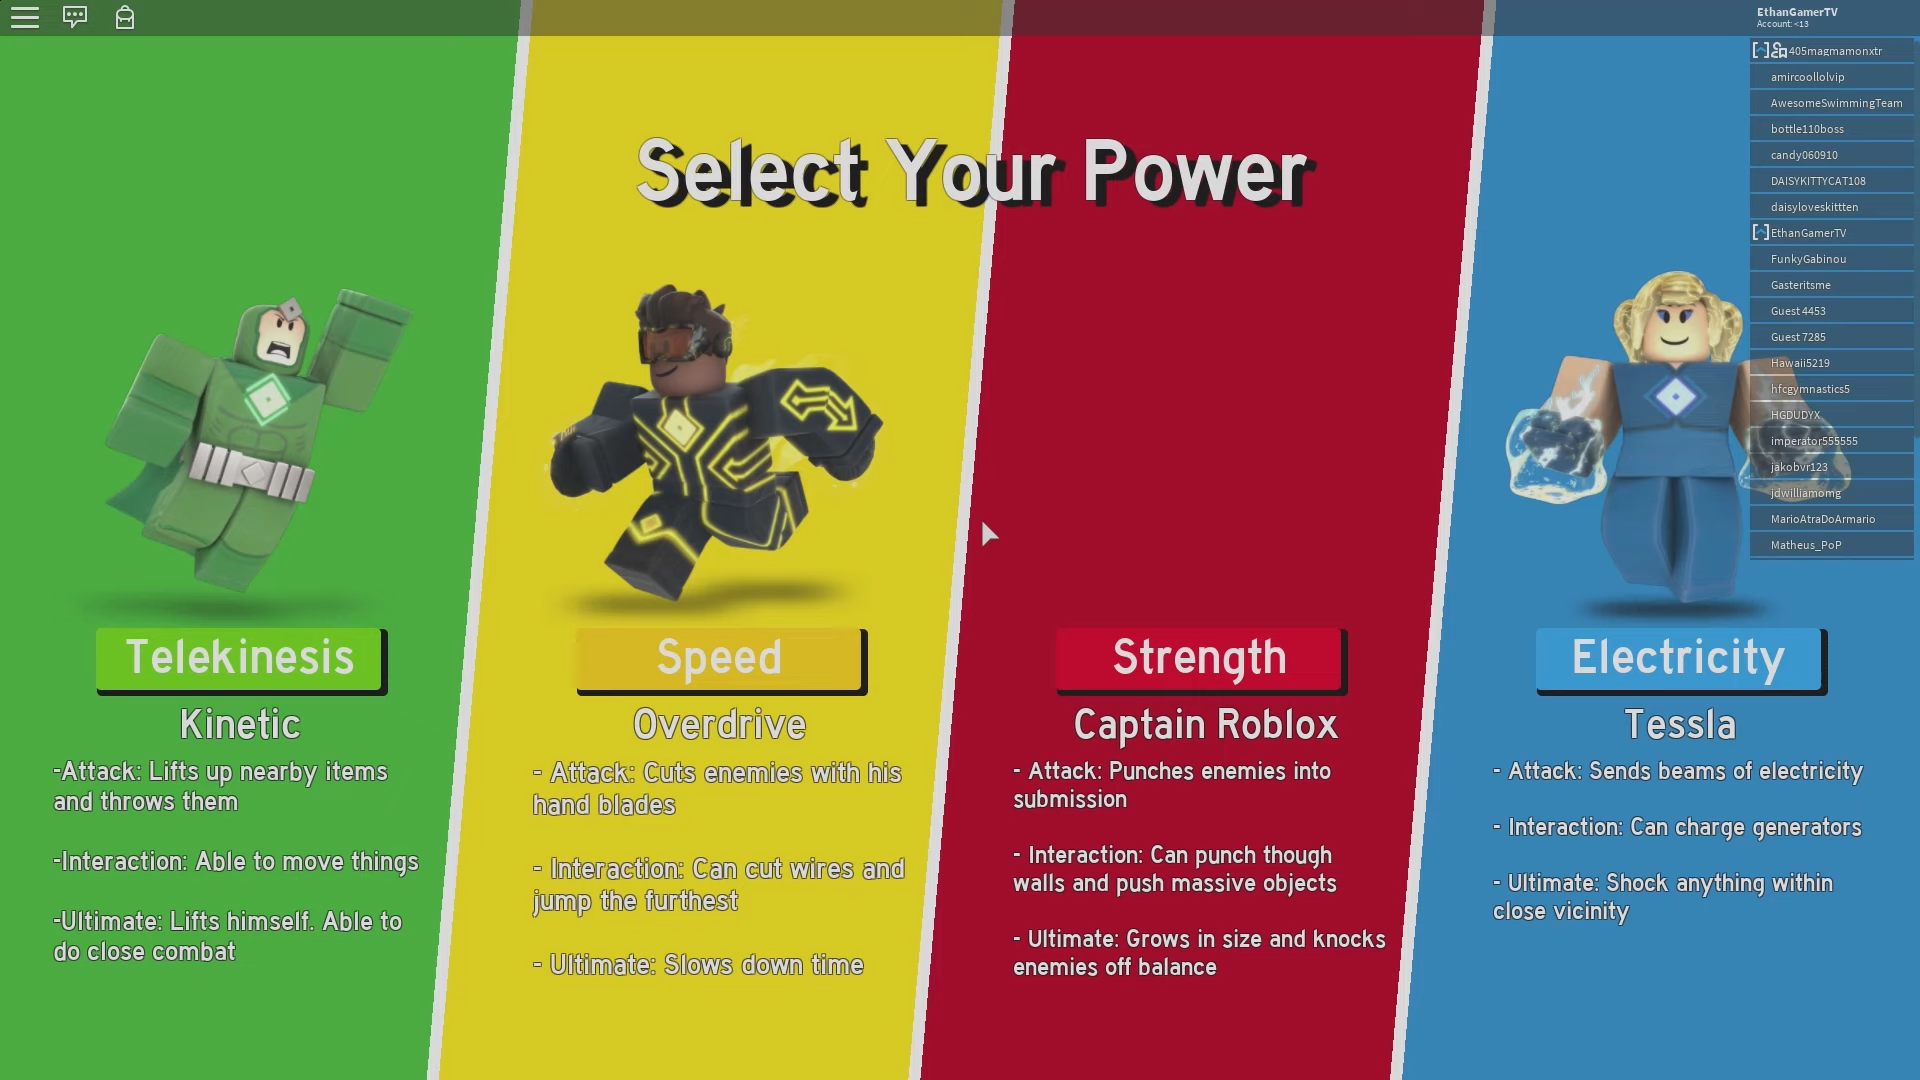 EthanGamerTV
Account: <13
405magmamonxtr
amircoollolvip
AwesomeSwimmingTeam
bottle110boss
candy060910
DAISYKITTYCAT108
daisyloveskittten
EthanGamerTV
FunkyGabinou
Gasteritsme
Guest 4453
Guest 7285
Hawaii5219
hfcgymnastics5
HGDUDYX
imperator555555
jakobvr123
jdwilliamomg
MarioAtraDoArmario
Matheus_PoP
Select Your Power
Telekinesis
Kinetic
-Attack: Lifts up nearby items
and throws them
-Interaction: Able to move things
-Ultimate: Lifts himself. Able to
do close combat
Speed
Overdrive
- Attack: Cuts enemies with his
hand blades
- Interaction: Can cut wires and
jump the furthest
- Ultimate: Slows down time
Strength
Captain Roblox
- Attack: Punches enemies into
submission
- Interaction: Can punch though
walls and push massive objects
- Ultimate: Grows in size and knocks
enemies off balance
Electricity
Tessla
- Attack: Sends beams of electricity
- Interaction: Can charge generators
- Ultimate: Shock anything within
close vicinity